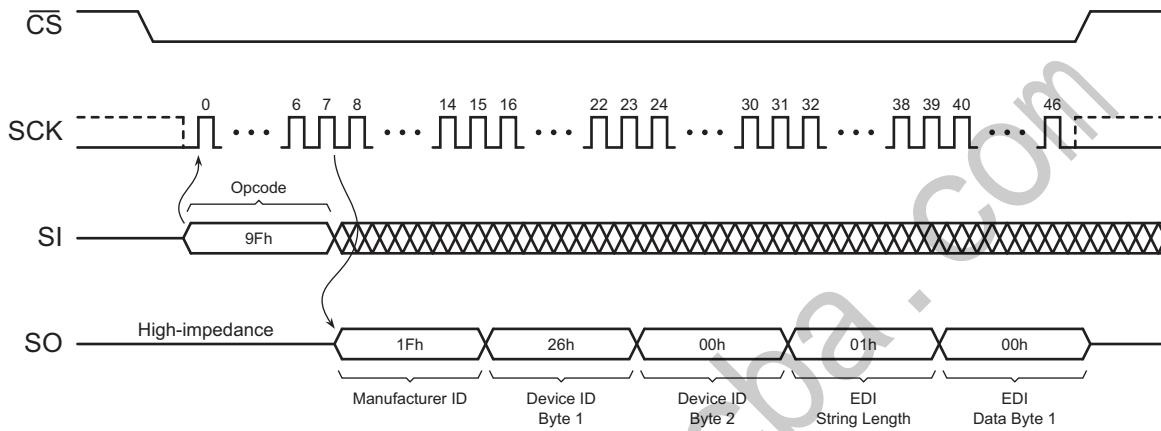 CS
0 6 7 8 14 15 16 22 23 24 30 31 32 38 39 40 46
SCK
Opcode
SI
9Fh
High-impedance
SO
1Fh 26h 00h 01h 00h
Manufacturer ID
Device ID
Byte 1
Device ID
Byte 2
EDI
String Length
EDI
Data Byte 1
cba.com